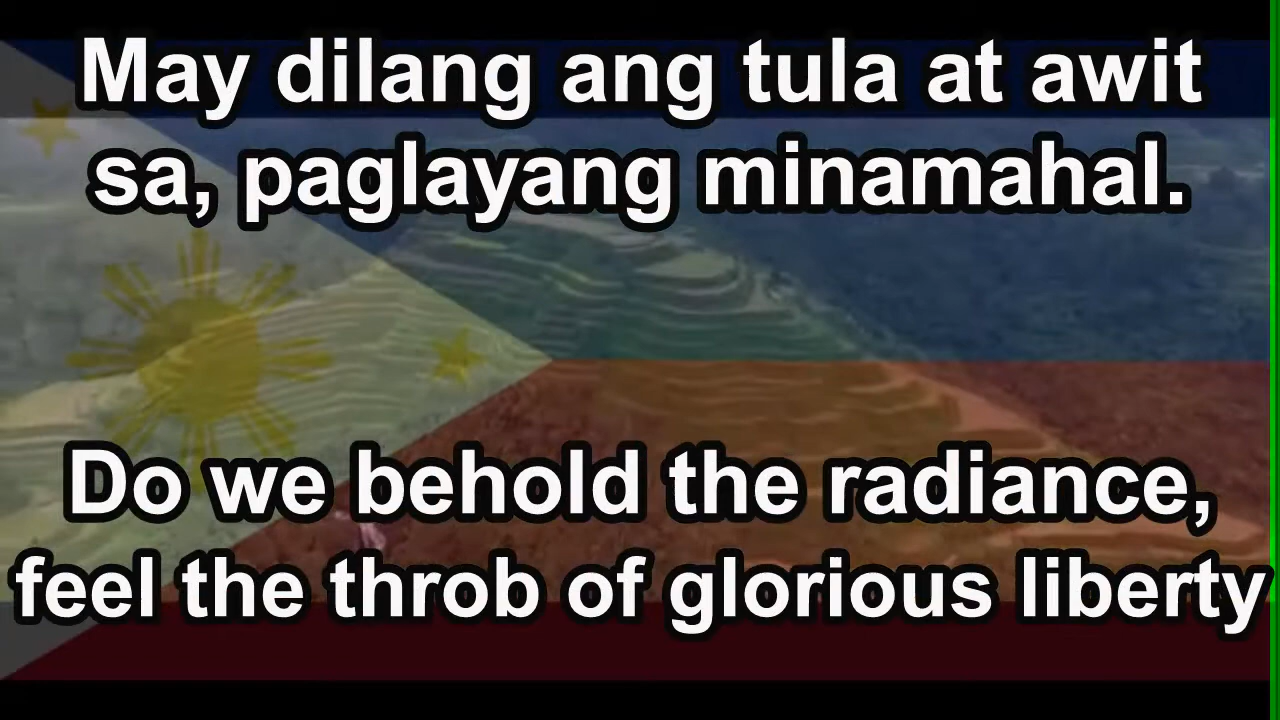 May dilang ang tula at awit
sa, paglayang minamahal.
Do we behold the radiance,
feel the throb of glorious liberty